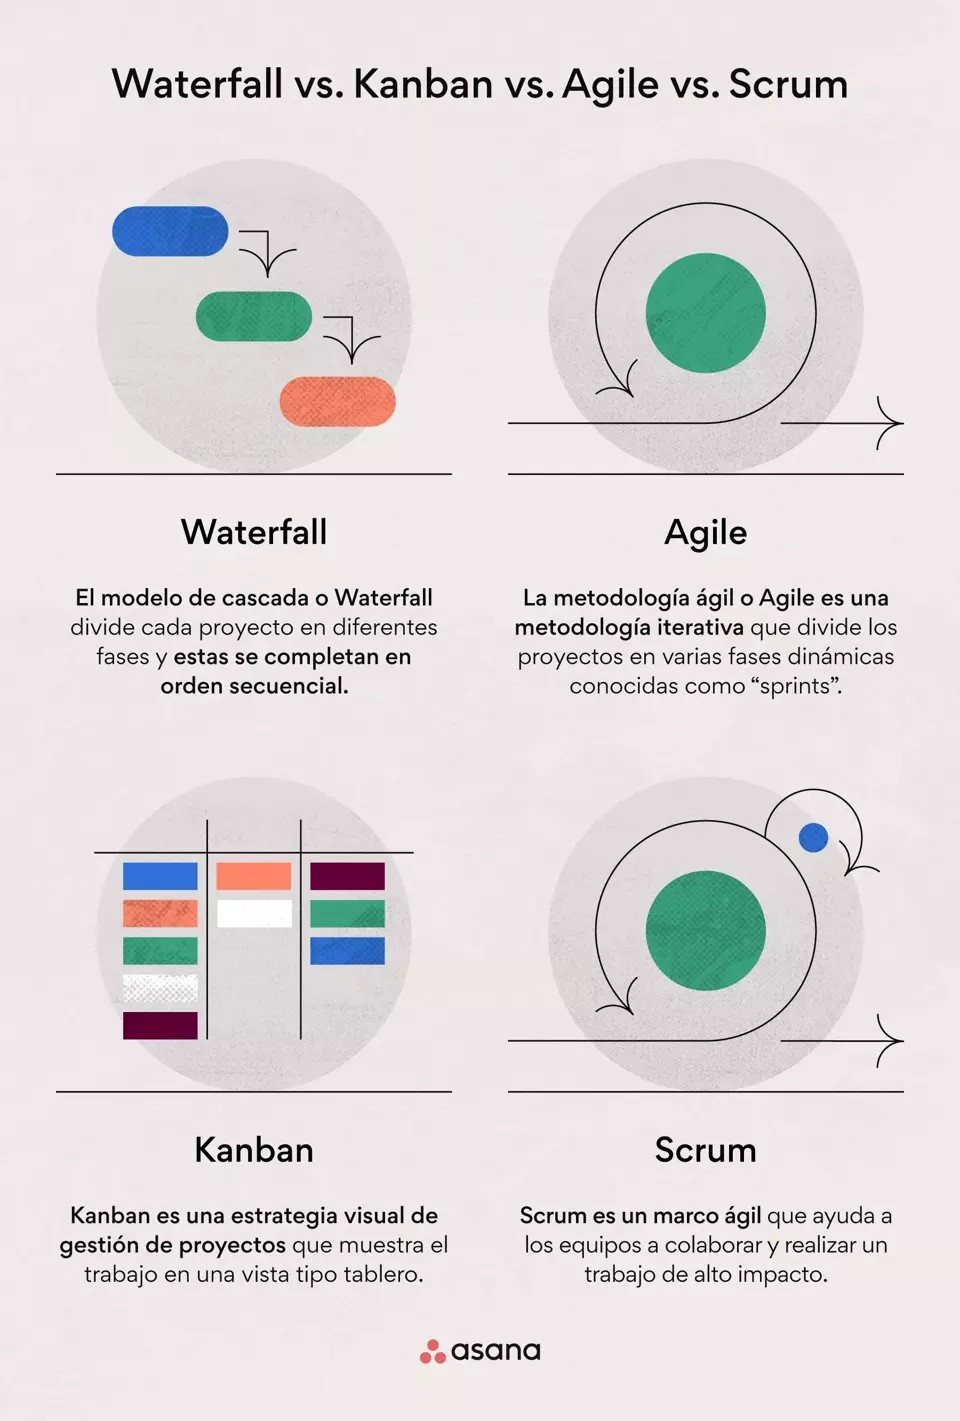 Waterfall vs. Kanban vs. Agile vs. Scrum
Waterfall
El modelo de cascada o Waterfall
divide cada proyecto en diferentes
fases y estas se completan en
orden secuencial.
Agile
La metodología ágil o Agile es una
metodología iterativa que divide los
proyectos en varias fases dinámicas
conocidas como “sprints”.
Kanban
Kanban es una estrategia visual de
gestión de proyectos que muestra el
trabajo en una vista tipo tablero.
Scrum
Scrum es un marco ágil que ayuda a
los equipos a colaborar y realizar un
trabajo de alto impacto.
asana